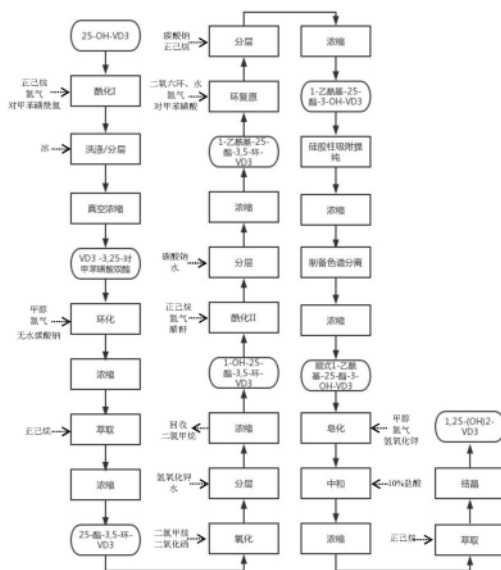 25-OH-VD3
正己烷
氮气
对甲苯磺酰氯
酰化I
冰
洗涤/分层
真空浓缩
VD3 -3,25-对
甲苯磺酸双酯
甲醇
氮气
无水碳酸钠
环化
浓缩
正己烷
萃取
浓缩
25-酯-3,5-环-
VD3
碳酸钠
正己烷
分层
二氧六环、水
氮气
对甲苯磺酸
环复原
1-乙酰基-25-
酯-3,5-环-
VD3
浓缩
碳酸钠
水
分层
正己烷
氮气
醋酐
酰化II
1-OH-25-
酯-3,5-环-
VD3
回收
二氯甲烷
浓缩
氢氧化钾
水
分层
二氯甲烷
二氧化硒
氧化
浓缩
1-乙酰基-25-
酯-3-OH-VD3
硅胶柱吸附提
纯
浓缩
制备色谱分离
浓缩
顺式1-乙酰
基-25-酯-3-
OH-VD3
皂化
甲醇
氮气
氢氧化钾
中和
10%盐酸
浓缩
1,25-(OH)2-
VD3
结晶
正己烷
萃取